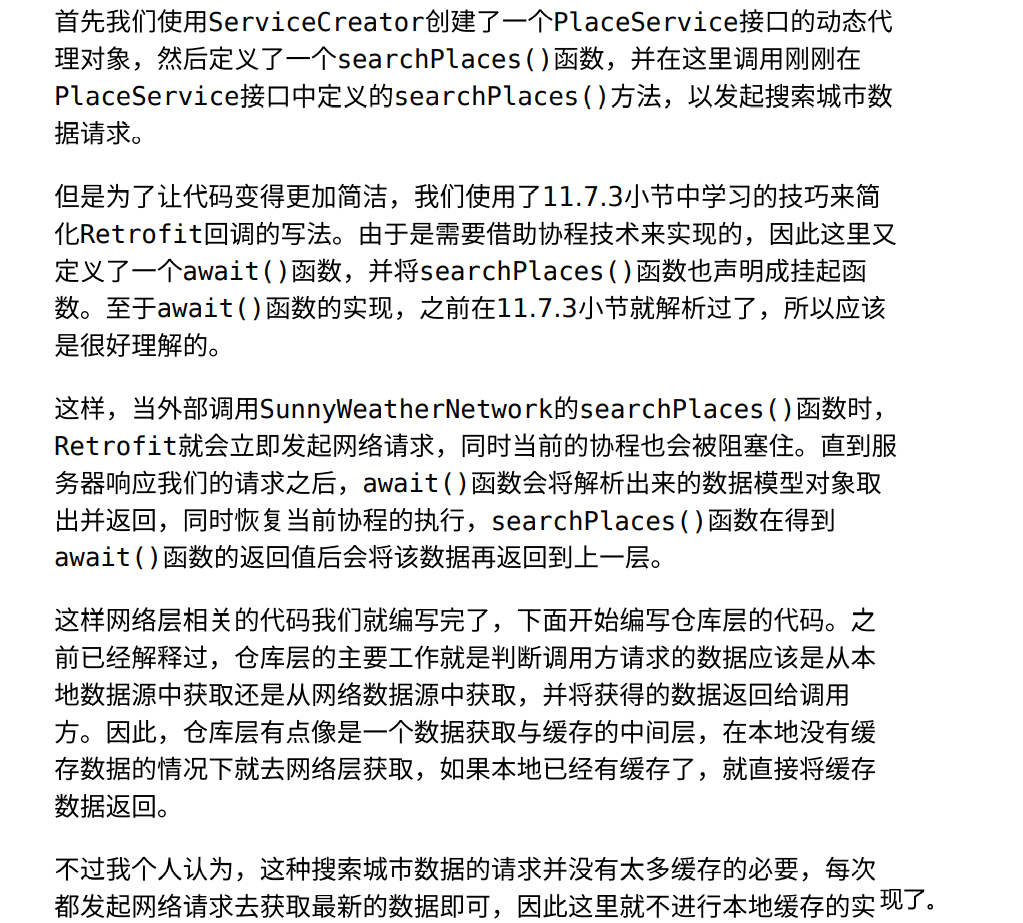 首先我们使用ServiceCreator创建了一个PlaceService接口的动态代
理对象，然后定义了一个searchPlaces()函数，并在这里调用刚刚在
PlaceService接口中定义的searchPlaces()方法，以发起搜索城市数
据请求。
但是为了让代码变得更加简洁，我们使用了11.7.3小节中学习的技巧来简
化Retrofit回调的写法。由于是需要借助协程技术来实现的，因此这里又
定义了一个await()函数，并将searchPlaces()函数也声明成挂起函
数。至于await()函数的实现，之前在11.7.3小节就解析过了，所以应该
是很好理解的。
这样，当外部调用SunnyWeatherNetwork的searchPlaces()函数时，
Retrofit就会立即发起网络请求，同时当前的协程也会被阻塞住。直到服
务器响应我们的请求之后，await()函数会将解析出来的数据模型对象取
出并返回，同时恢复当前协程的执行，searchPlaces()函数在得到
await()函数的返回值后会将该数据再返回到上一层。
这样网络层相关的代码我们就编写完了，下面开始编写仓库层的代码。之
前已经解释过，仓库层的主要工作就是判断调用方请求的数据应该是从本
地数据源中获取还是从网络数据源中获取，并将获得的数据返回给调用
方。因此，仓库层有点像是一个数据获取与缓存的中间层，在本地没有缓
存数据的情况下就去网络层获取，如果本地已经有缓存了，就直接将缓存
数据返回。
不过我个人认为，这种搜索城市数据的请求并没有太多缓存的必要，每次
都发起网络请求去获取最新的数据即可，因此这里就不进行本地缓存的实现了。